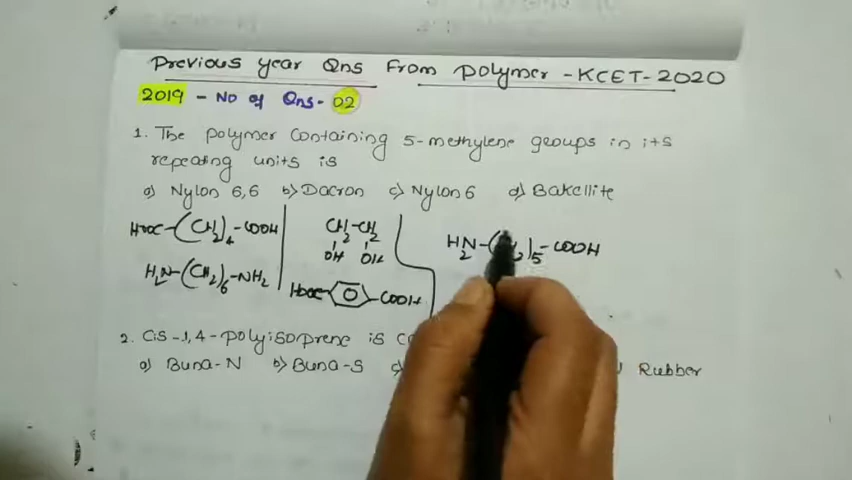 Previous year Qns From polymer - KCET-2020
2019 - No of Qns- 02
1. The polymer containing 5-methylene groups in its
repeating units is
a) Nylon 6,6 b) Dacron c) Nylon 6 d) Bakellite
HOOC-(CH2)4-COOH
H2N-(CH2)6-NH2
CH2-CH2
OH OH
HOOC- -COOH
H2N-( )5-COOH
2. Cis-1,4-polyisoprene is
a) Buna-N b) Buna-S c) Rubber